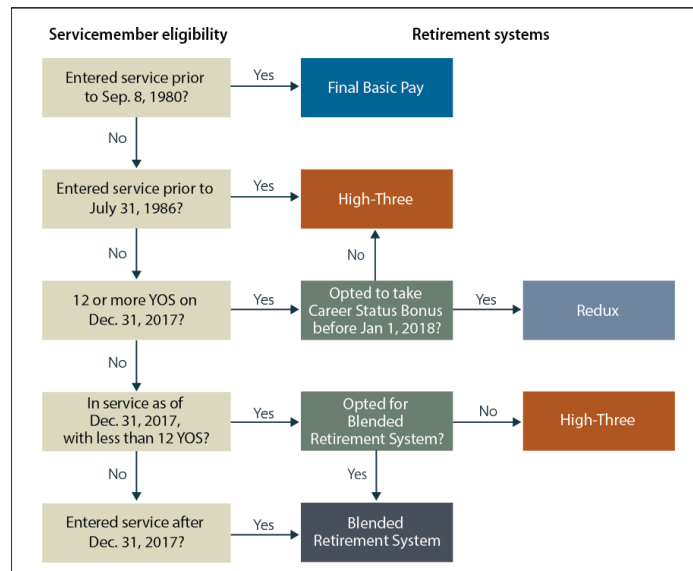 Servicemember eligibility
Retirement systems
Entered service prior
to Sep. 8, 1980?
Yes
Final Basic Pay
No
Entered service prior to
July 31, 1986?
Yes
High-Three
No
No
12 or more YOS on
Dec. 31, 2017?
Yes
Opted to take
Career Status Bonus
before Jan 1, 2018?
Yes
Redux
No
In service as of
Dec. 31, 2017,
with less than 12 YOS?
Yes
Opted for
Blended
Retirement System?
No
High-Three
No
Yes
Entered service after
Dec. 31, 2017?
Yes
Blended
Retirement System